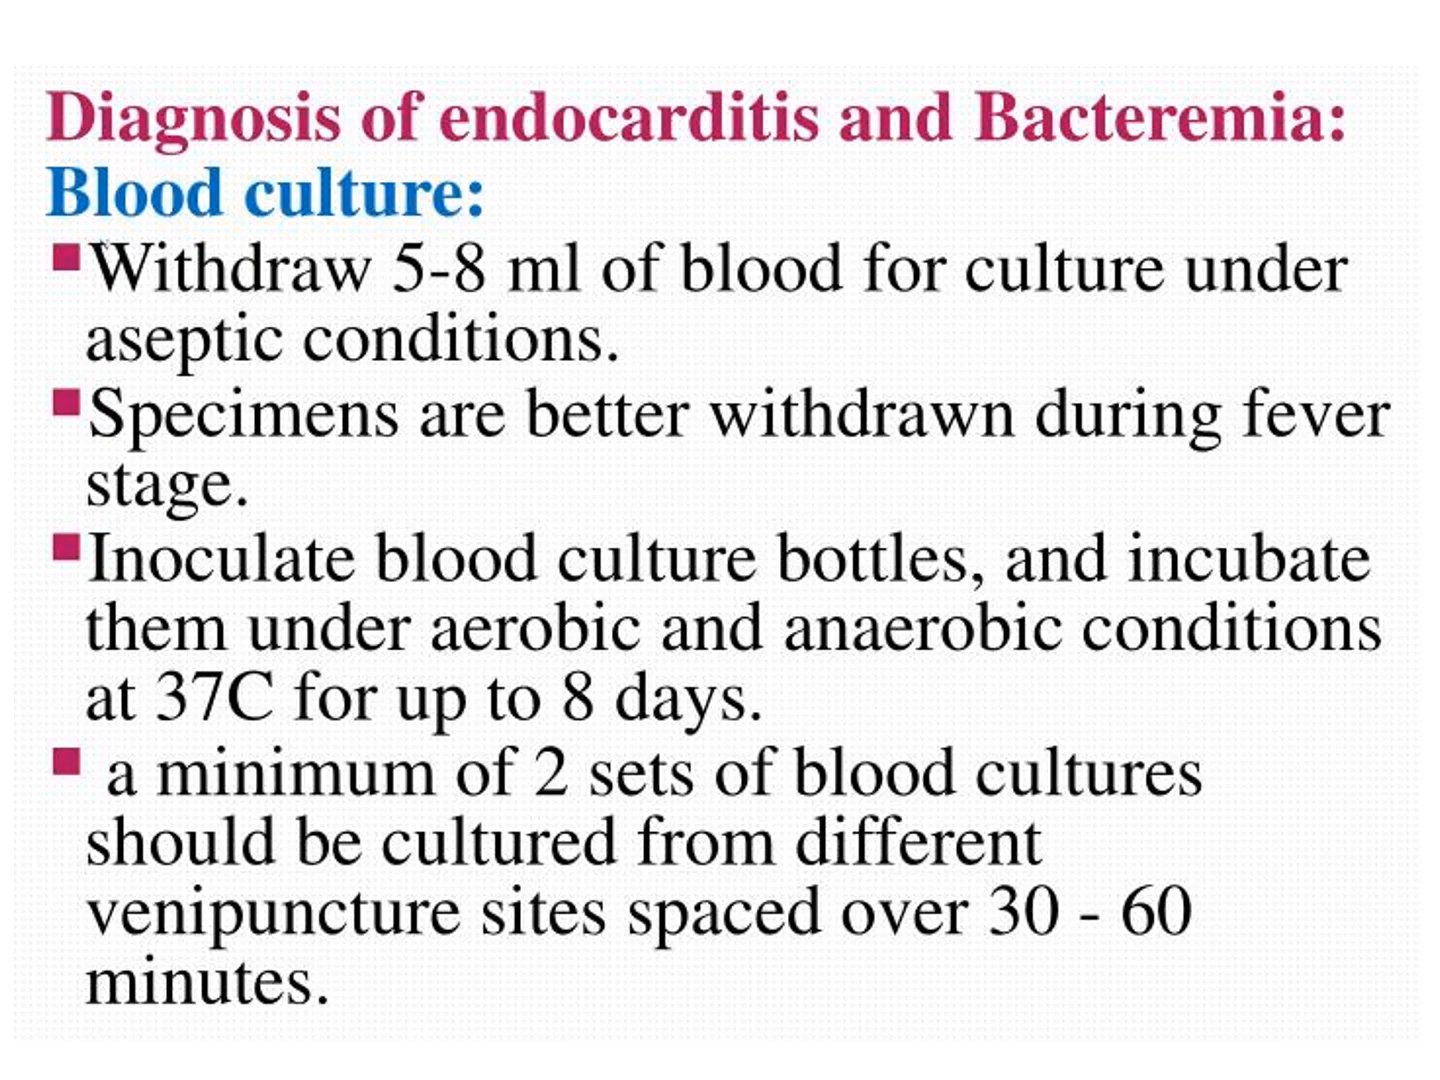 Diagnosis of endocarditis and Bacteremia:
Blood culture:
▪Withdraw 5-8 ml of blood for culture under
aseptic conditions.
▪Specimens are better withdrawn during fever
stage.
▪Inoculate blood culture bottles, and incubate
them under aerobic and anaerobic conditions
at 37C for up to 8 days.
▪ a minimum of 2 sets of blood cultures
should be cultured from different
venipuncture sites spaced over 30 - 60
minutes.